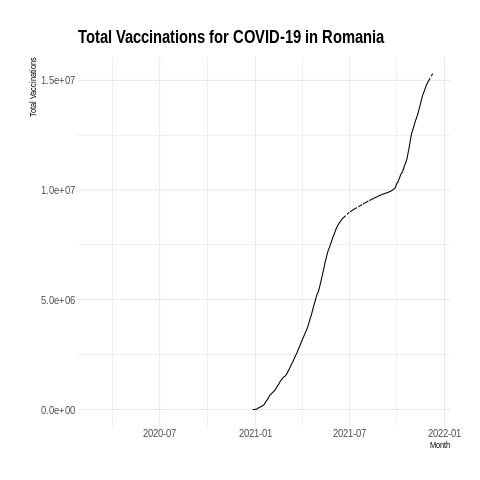 Total Vaccinations for COVID-19 in Romania
Total Vaccinations
1.5e+07
1.0e+07
5.0e+06
0.0e+00
2020-07
2021-01
2021-07
2022-01
Month